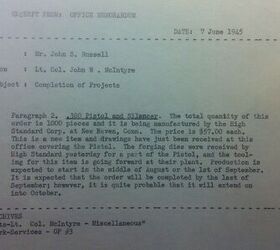 EXCERPT FROM: OFFICE MEMORANDUM
DATE: 7 June 1945
: Mr. John S. Russell
: Lt. Col. John W. McIntyre
: Completion of Projects
Paragraph 2. .380 Pistol and Silencer. The total quantity of this
order is 1000 pieces and it is being manufactured by the High
Standard Corp. at New Haven, Conn. The price is $57.00 each.
This is a new item and drawings have just been received at this
office covering the Pistol. The forging dies were received by
High Standard yesterday for a part of the Pistol, and the tool-
ing for this item is going forward at their plant. Production is
expected to start in the middle of August or the 1st of September.
It is expected that the order will be completed by the last
of September; however, it is quite probable that it will extend on
into October.
CHIVES
Lt. Col. McIntyre - Miscellaneous"
rk-Services - OP 93